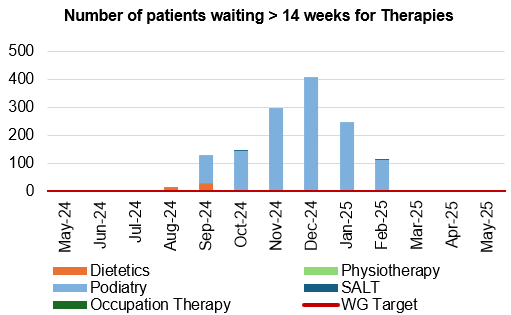 Number of patients waiting > 14 weeks for Therapies
500
400
300
200
100
0
May-24
Jun-24
Jul-24
Aug-24
Sep-24
Oct-24
Nov-24
Dec-24
Jan-25
Feb-25
Mar-25
Apr-25
May-25
Dietetics
Physiotherapy
Podiatry
SALT
Occupation Therapy
WG Target